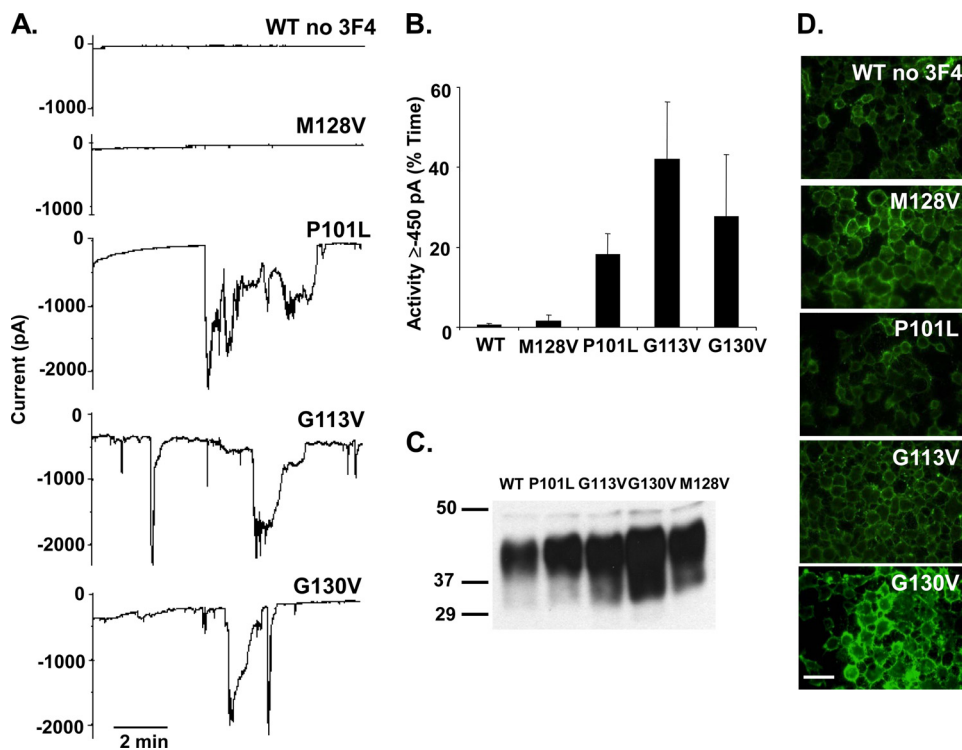 A.
WT no 3F4
0
-1000
M128V
0
-1000
P101L
0
-1000
-2000
G113V
0
-1000
-2000
G130V
0
-1000
-2000
Current (pA)
2 min
B.
Activity ≥-450 pA (% Time)
60
40
20
0
WT M128V P101L G113V G130V
C.
WT P101L G113V G130V M128V
50
37
29
D.
WT no 3F4
M128V
P101L
G113V
G130V